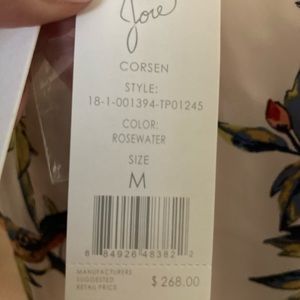 Joie
CORSEN
STYLE:
18-1-001394-TP01245
COLOR:
ROSEWATER
SIZE
M
8 84926 48382 2
MANUFACTURERS
SUGGESTED
RETAIL PRICE
$ 268.00